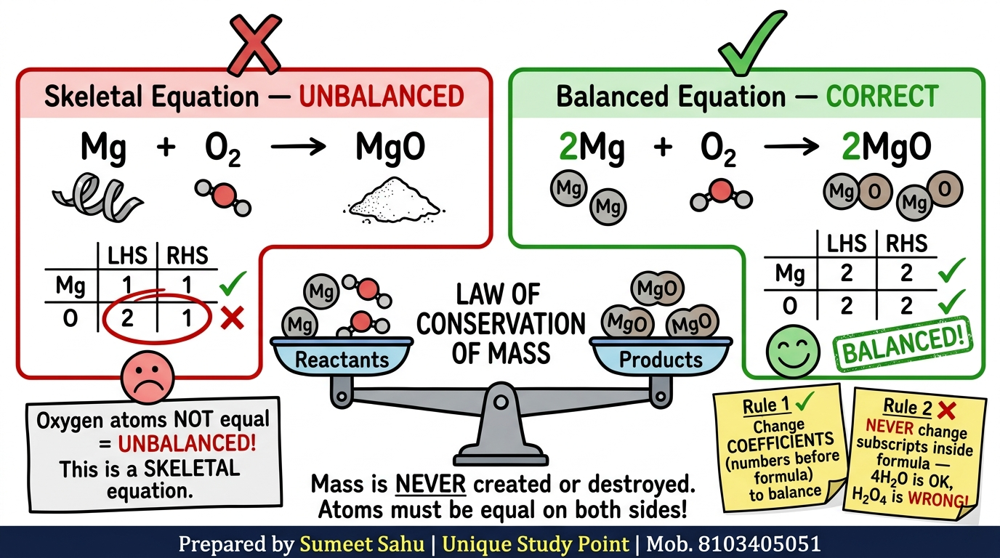 Skeletal Equation — UNBALANCED
Mg + O₂ → MgO
LHS RHS
Mg 1 1 ✓
O 2 1 ✗
Oxygen atoms NOT equal
= UNBALANCED!
This is a SKELETAL
equation.
Balanced Equation — CORRECT
2Mg + O₂ → 2MgO
Mg
Mg
Mg O
Mg O
LHS RHS
Mg 2 2 ✓
O 2 2 ✓
BALANCED!
Mg
Mg
Reactants
LAW OF
CONSERVATION
OF MASS
MgO
MgO MgO
Products
Mass is NEVER created or destroyed.
Atoms must be equal on both sides!
Rule 1 ✓
Change
COEFFICIENTS
(numbers before
formula)
to balance
Rule 2 ✗
NEVER change
subscripts inside
formula —
4H₂O is OK,
H₂O₄ is WRONG!
Prepared by Sumeet Sahu | Unique Study Point | Mob. 8103405051